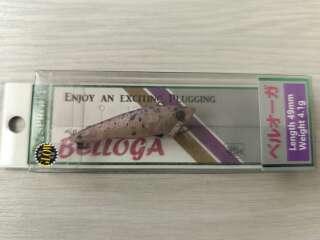 ENJOY AN EXCITING PLUGGING
BELLOGA
ベルオーガ
Length 49mm
Weight 4.1g